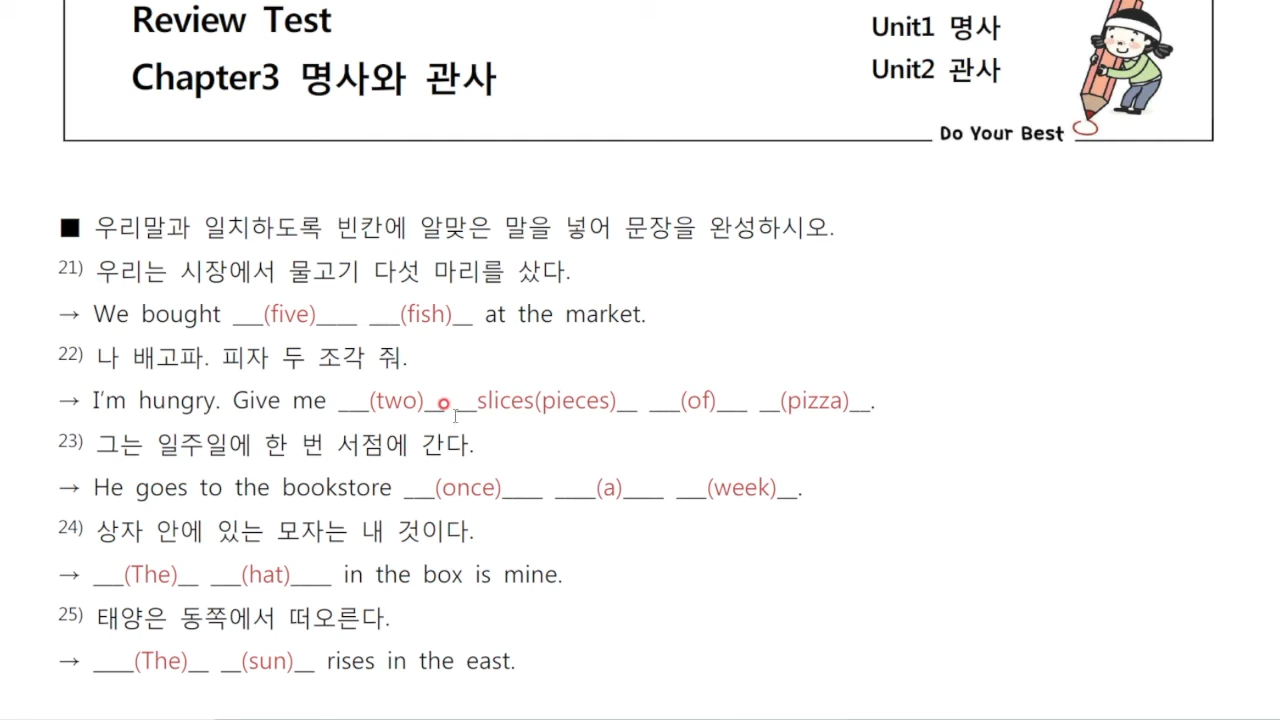 Review Test
Unit1 명사
Chapter3 명사와 관사
Unit2 관사
Do Your Best
■ 우리말과 일치하도록 빈칸에 알맞은 말을 넣어 문장을 완성하시오.
21) 우리는 시장에서 물고기 다섯 마리를 샀다.
→ We bought ___(five)____ ___(fish)__ at the market.
22) 나 배고파. 피자 두 조각 줘.
→ I'm hungry. Give me ___(two)__ __slices(pieces)__ ___(of)___ __(pizza)__.
23) 그는 일주일에 한 번 서점에 간다.
→ He goes to the bookstore ___(once)____ ____(a)____ ___(week)__.
24) 상자 안에 있는 모자는 내 것이다.
→ ___(The)__ ___(hat)____ in the box is mine.
25) 태양은 동쪽에서 떠오른다.
→ ____(The)__ __(sun)__ rises in the east.